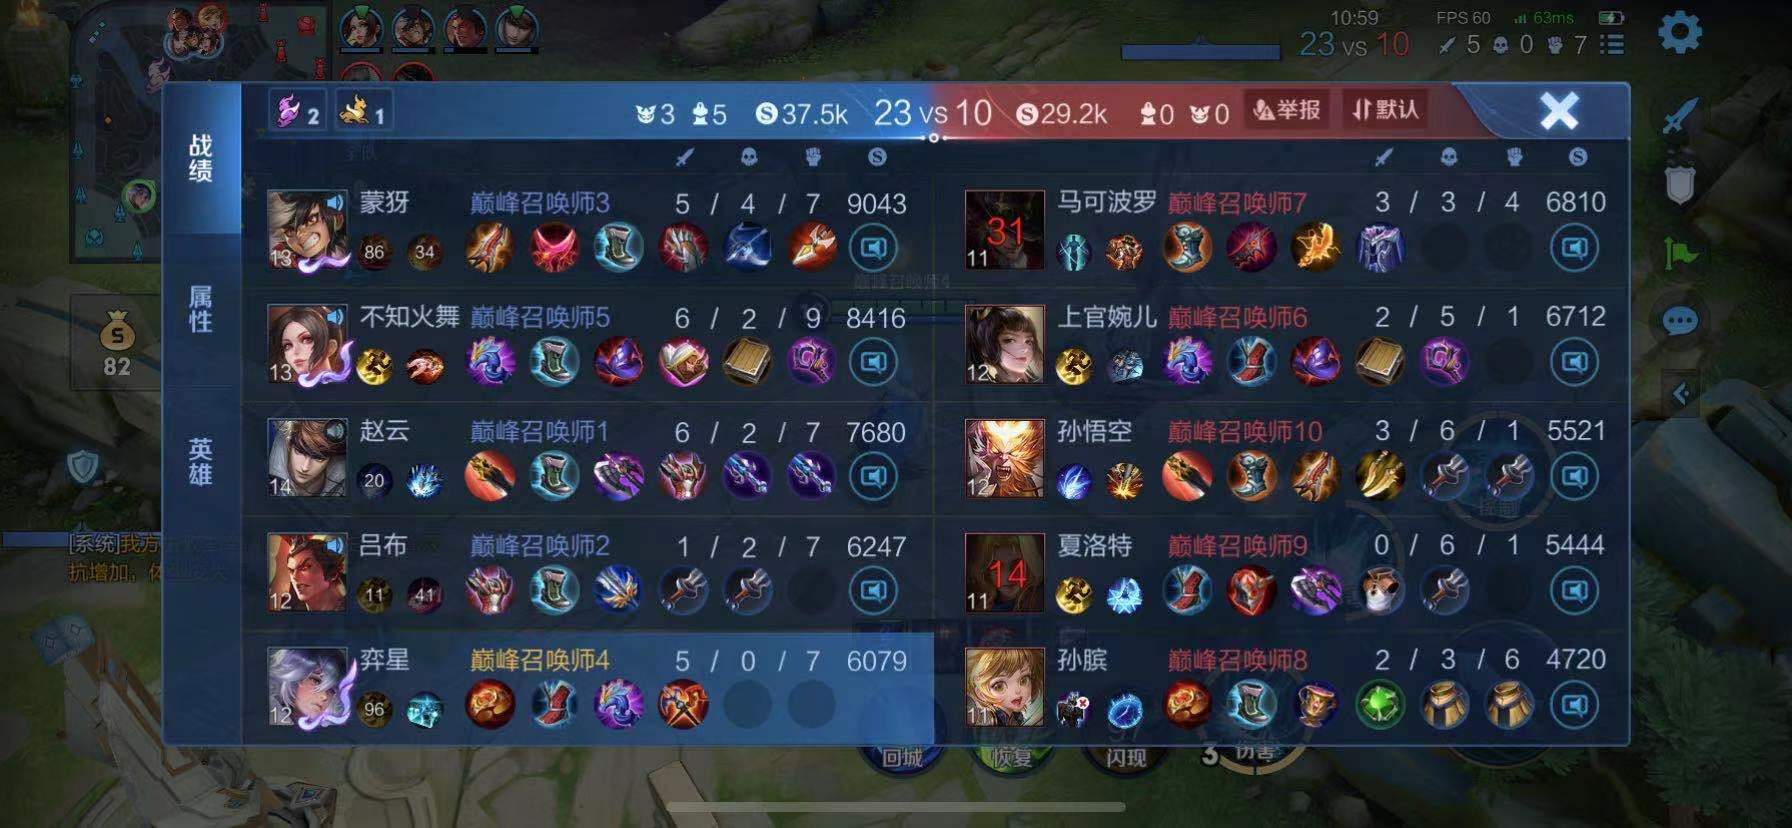 10:59 FPS 60 63ms
23 vs 10 5 0 7
2 1 3 5 37.5k 23 vs 10 29.2k 0 0 举报 默认
战绩
属性
英雄
蒙犽 巅峰召唤师3 5 / 4 / 7 9043
13 86 34
马可波罗 巅峰召唤师7 3 / 3 / 4 6810
31 11
不知火舞 巅峰召唤师5 6 / 2 / 9 8416
13
上官婉儿 巅峰召唤师6 2 / 5 / 1 6712
12
赵云 巅峰召唤师1 6 / 2 / 7 7680
14 20
孙悟空 巅峰召唤师10 3 / 6 / 1 5521
12
吕布 巅峰召唤师2 1 / 2 / 7 6247
12 11 41
夏洛特 巅峰召唤师9 0 / 6 / 1 5444
14 11
弈星 巅峰召唤师4 5 / 0 / 7 6079
12 96
孙膑 巅峰召唤师8 2 / 3 / 6 4720
11
82
[系统]我方
抗增加,
回城 恢复 闪现 3 伤害